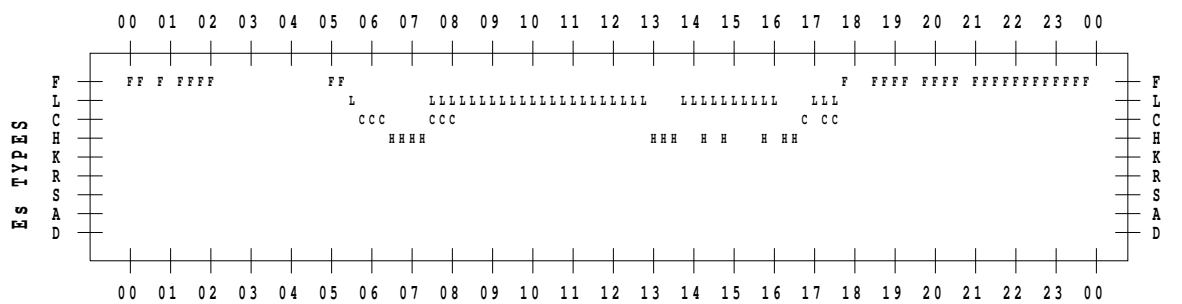 00 01 02 03 04 05 06 07 08 09 10 11 12 13 14 15 16 17 18 19 20 21 22 23 00
F FF F FFFF FF F FFFF FFFF FFFFFFFFFFFF F
L L LLLLLLLLLLLLLLLLLLLLLL LLLLLLLLLL LLL L
C CCC CCC C CC C
H HHHH HHH H H H HH H
K K
R R
S S
A A
D D
Es TYPES
00 01 02 03 04 05 06 07 08 09 10 11 12 13 14 15 16 17 18 19 20 21 22 23 00